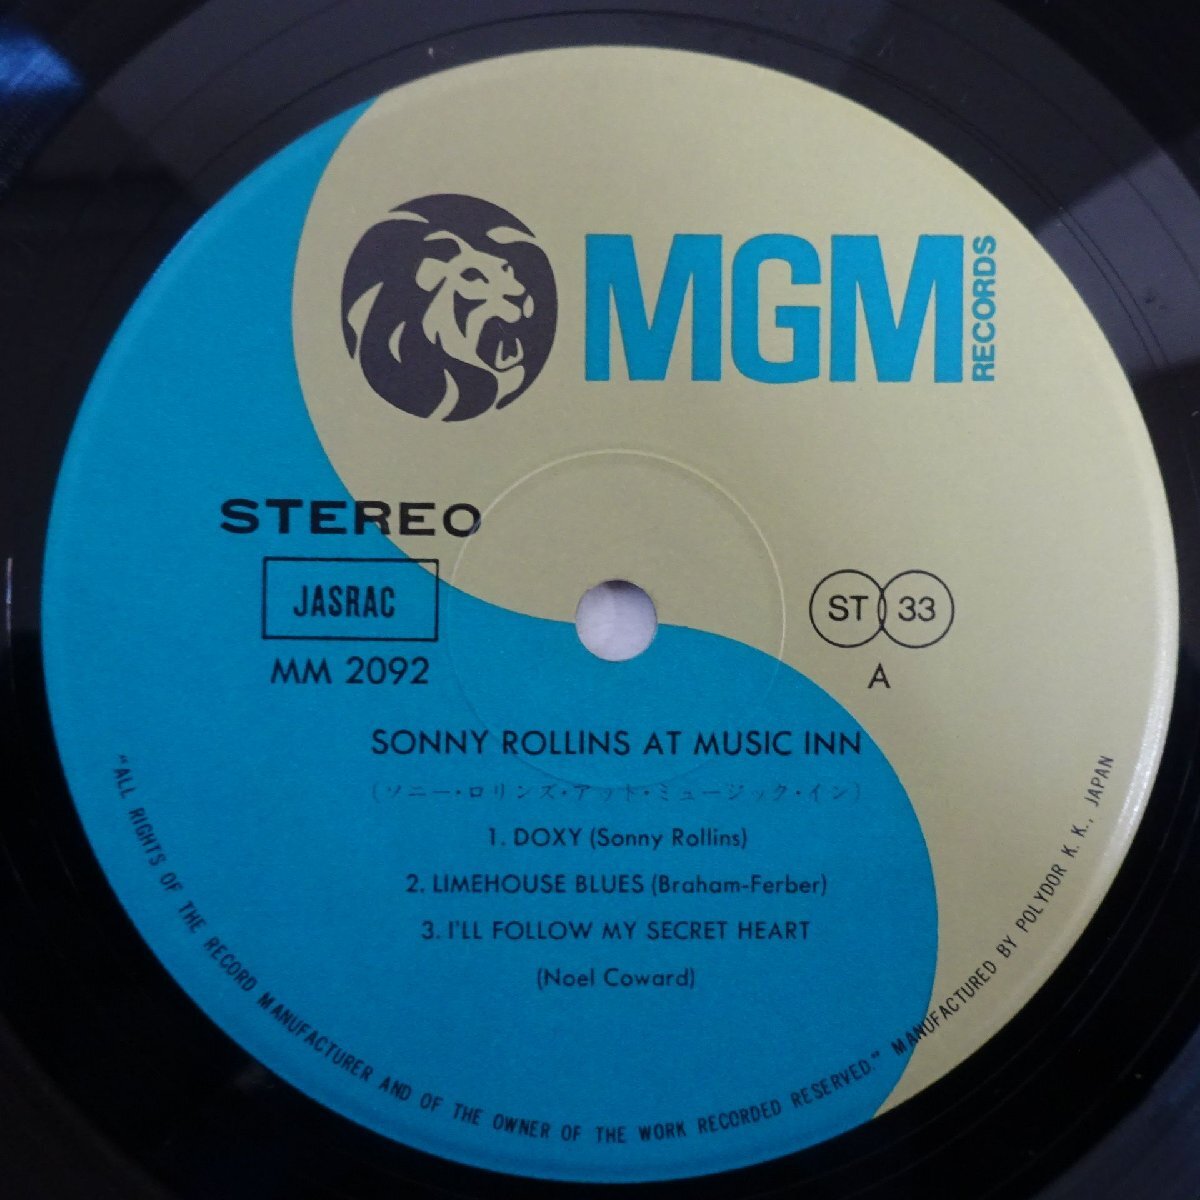 MGM
RECORDS
STEREO
JASRAC
MM 2092
ST 33
A
SONNY ROLLINS AT MUSIC INN
(ソニー・ロリンズ・アット・ミュージック・イン)
1. DOXY (Sonny Rollins)
2. LIMEHOUSE BLUES (Braham-Ferber)
3. I'LL FOLLOW MY SECRET HEART
(Noel Coward)
"ALL RIGHTS OF THE RECORD MANUFACTURER AND OF THE OWNER OF THE WORK RECORDED RESERVED." MANUFACTURED BY POLYDOR K. K., JAPAN